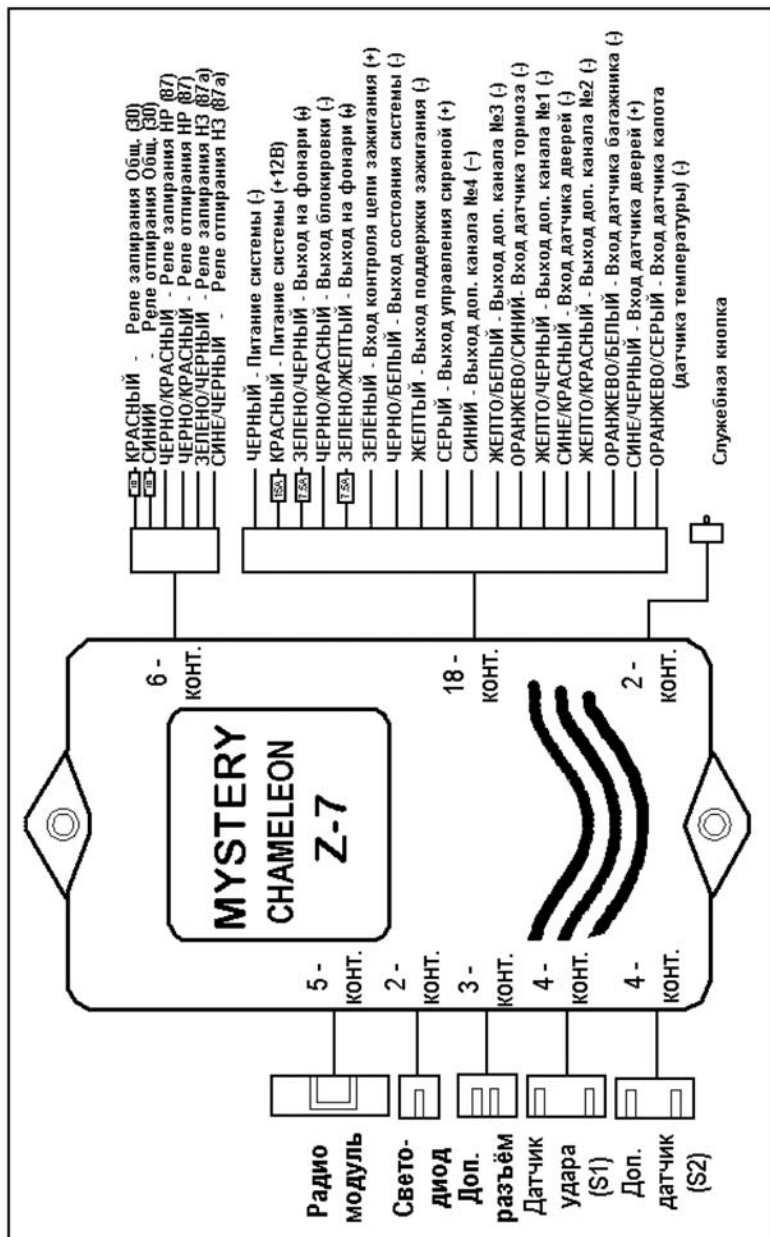 КРАСНЫЙ - Реле запирания Общ. (30)
СИНИЙ - Реле отпирания Общ. (30)
ЧЕРНО/КРАСНЫЙ - Реле запирания НР (87)
ЧЕРНО/КРАСНЫЙ - Реле отпирания НР (87)
ЗЕЛЕНО/ЧЕРНЫЙ - Реле запирания НЗ (87а)
СИНЕ/ЧЕРНЫЙ - Реле отпирания НЗ (87а)
ЧЕРНЫЙ - Питание системы (-)
15А КРАСНЫЙ - Питание системы (+12В)
7.5А ЗЕЛЕНО/ЧЕРНЫЙ - Выход на фонари (+)
ЧЕРНО/КРАСНЫЙ - Выход блокировки (-)
7.5А ЗЕЛЕНО/ЖЕЛТЫЙ - Выход на фонари (+)
ЗЕЛЁНЫЙ - Вход контроля цепи зажигания (+)
ЧЕРНО/БЕЛЫЙ - Выход состояния системы (-)
ЖЕЛТЫЙ - Выход поддержки зажигания (-)
СЕРЫЙ - Выход управления сиреной (+)
СИНИЙ - Выход доп. канала №4 (–)
ЖЕЛТО/БЕЛЫЙ - Выход доп. канала №3 (-)
ОРАНЖЕВО/СИНИЙ- Вход датчика тормоза (-)
ЖЕЛТО/ЧЕРНЫЙ - Выход доп. канала №1 (-)
СИНЕ/КРАСНЫЙ - Вход датчика дверей (-)
ЖЕЛТО/КРАСНЫЙ - Выход доп. канала №2 (-)
ОРАНЖЕВО/БЕЛЫЙ - Вход датчика багажника (-)
СИНЕ/ЧЕРНЫЙ - Вход датчика дверей (+)
ОРАНЖЕВО/СЕРЫЙ - Вход датчика капота
(датчика температуры) (-)
Служебная кнопка
6 -
конт.
18 -
конт.
2 -
конт.
MYSTERY
CHAMELEON
Z-7
5 -
конт.
2 -
конт.
3 -
конт.
4 -
конт.
4 -
конт.
Радио
модуль
Свето-
диод
Доп.
разъём
Датчик
удара
(S1)
Доп.
датчик
(S2)